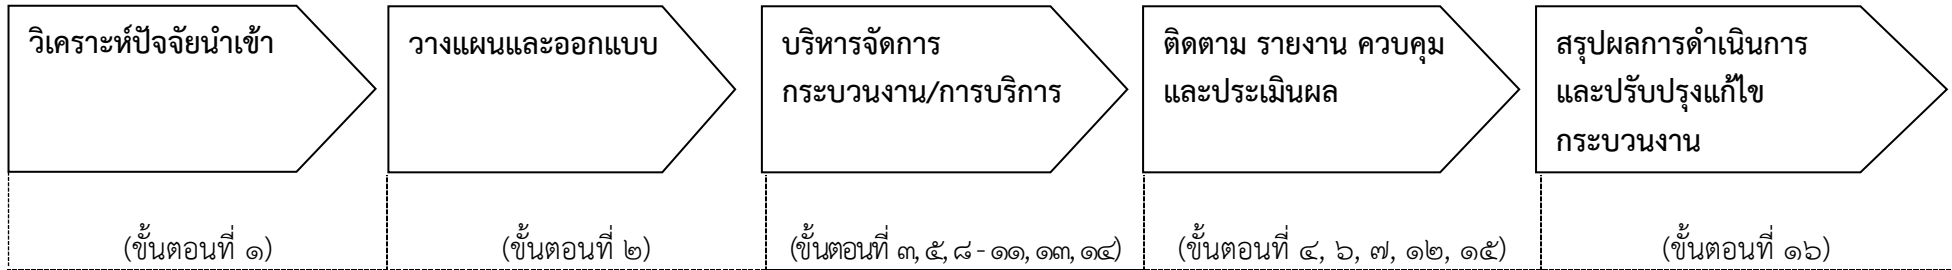 วิเคราะห์ปัจจัยนำเข้า
วางแผนและออกแบบ
บริหารจัดการ
กระบวนงาน/การบริการ
ติดตาม รายงาน ควบคุม
และประเมินผล
สรุปผลการดำเนินการ
และปรับปรุงแก้ไข
กระบวนงาน
(ขั้นตอนที่ ๑)
(ขั้นตอนที่ ๒)
(ขั้นตอนที่ ๓, ๕, ๘ - ๑๑, ๑๓, ๑๔)
(ขั้นตอนที่ ๔, ๖, ๗, ๑๒, ๑๕)
(ขั้นตอนที่ ๑๖)